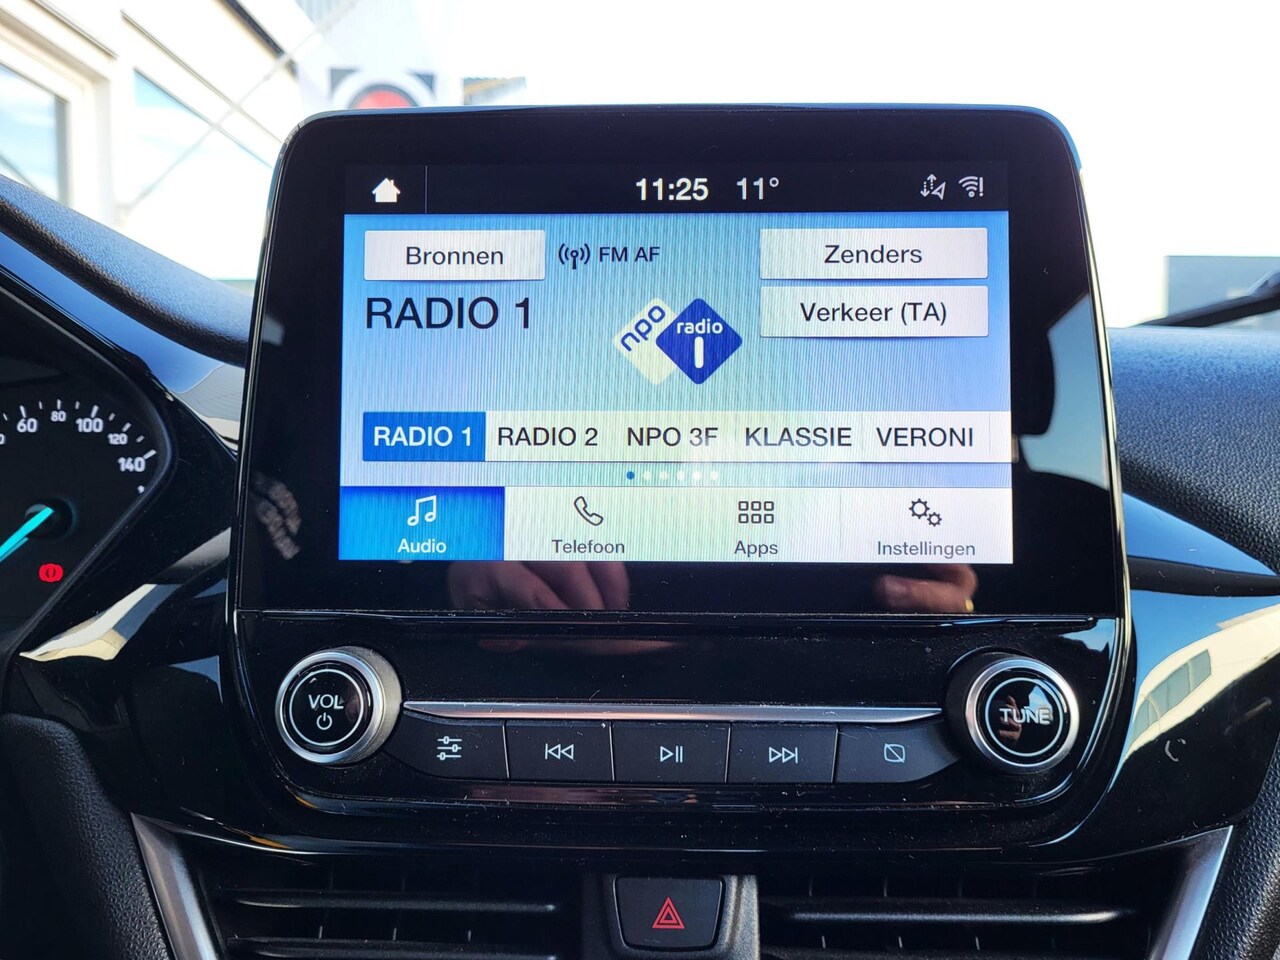 11:25 11°
Bronnen
FM AF
Zenders
RADIO 1
npo
radio
1
Verkeer (TA)
RADIO 1
RADIO 2
NPO 3F
KLASSIE
VERONI
Audio
Telefoon
Apps
Instellingen
60
80
100
120
140
VOL
TUNE